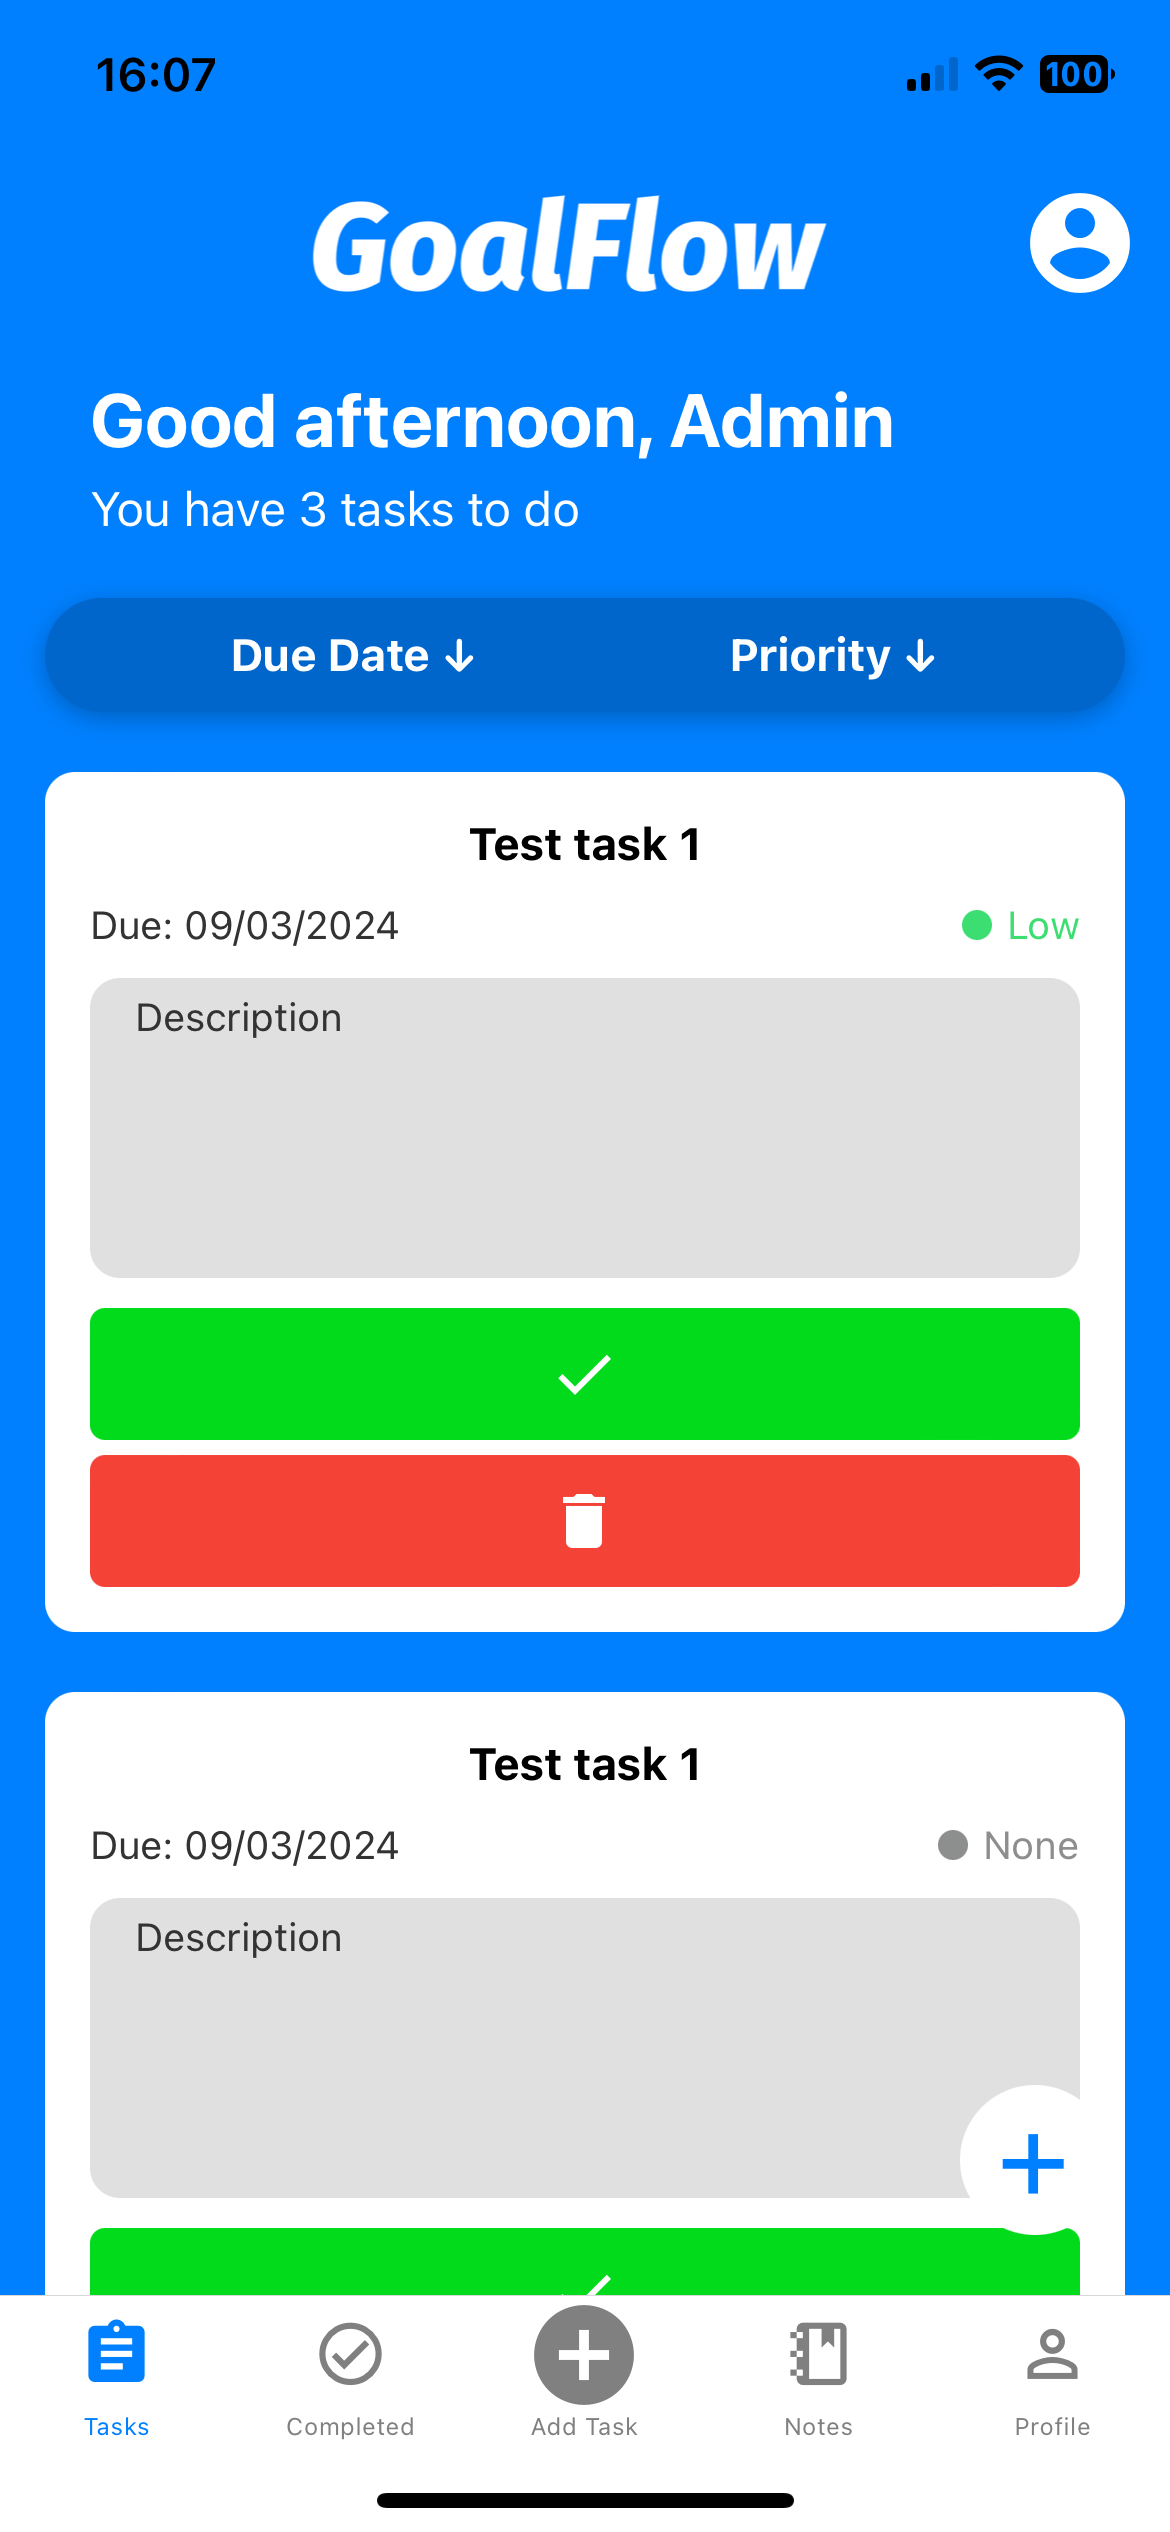 16:07
100
GoalFlow
Good afternoon, Admin
You have 3 tasks to do
Due Date ↓ Priority ↓
Test task 1
Due: 09/03/2024 Low
Description
Test task 1
Due: 09/03/2024 None
Description
Tasks Completed Add Task Notes Profile